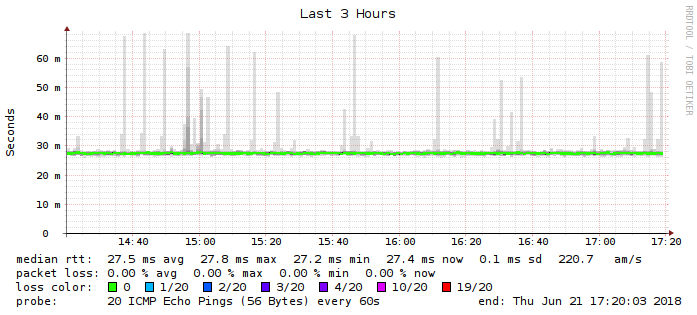 Last 3 Hours
RRDTOOL / TOBI OETIKER
Seconds
60 m
50 m
40 m
30 m
20 m
10 m
0
14:40 15:00 15:20 15:40 16:00 16:20 16:40 17:00 17:20
median rtt: 27.5 ms avg 27.8 ms max 27.2 ms min 27.4 ms now 0.1 ms sd 220.7 am/s
packet loss: 0.00 % avg 0.00 % max 0.00 % min 0.00 % now
loss color: 0 1/20 2/20 3/20 4/20 10/20 19/20
probe: 20 ICMP Echo Pings (56 Bytes) every 60s end: Thu Jun 21 17:20:03 2018